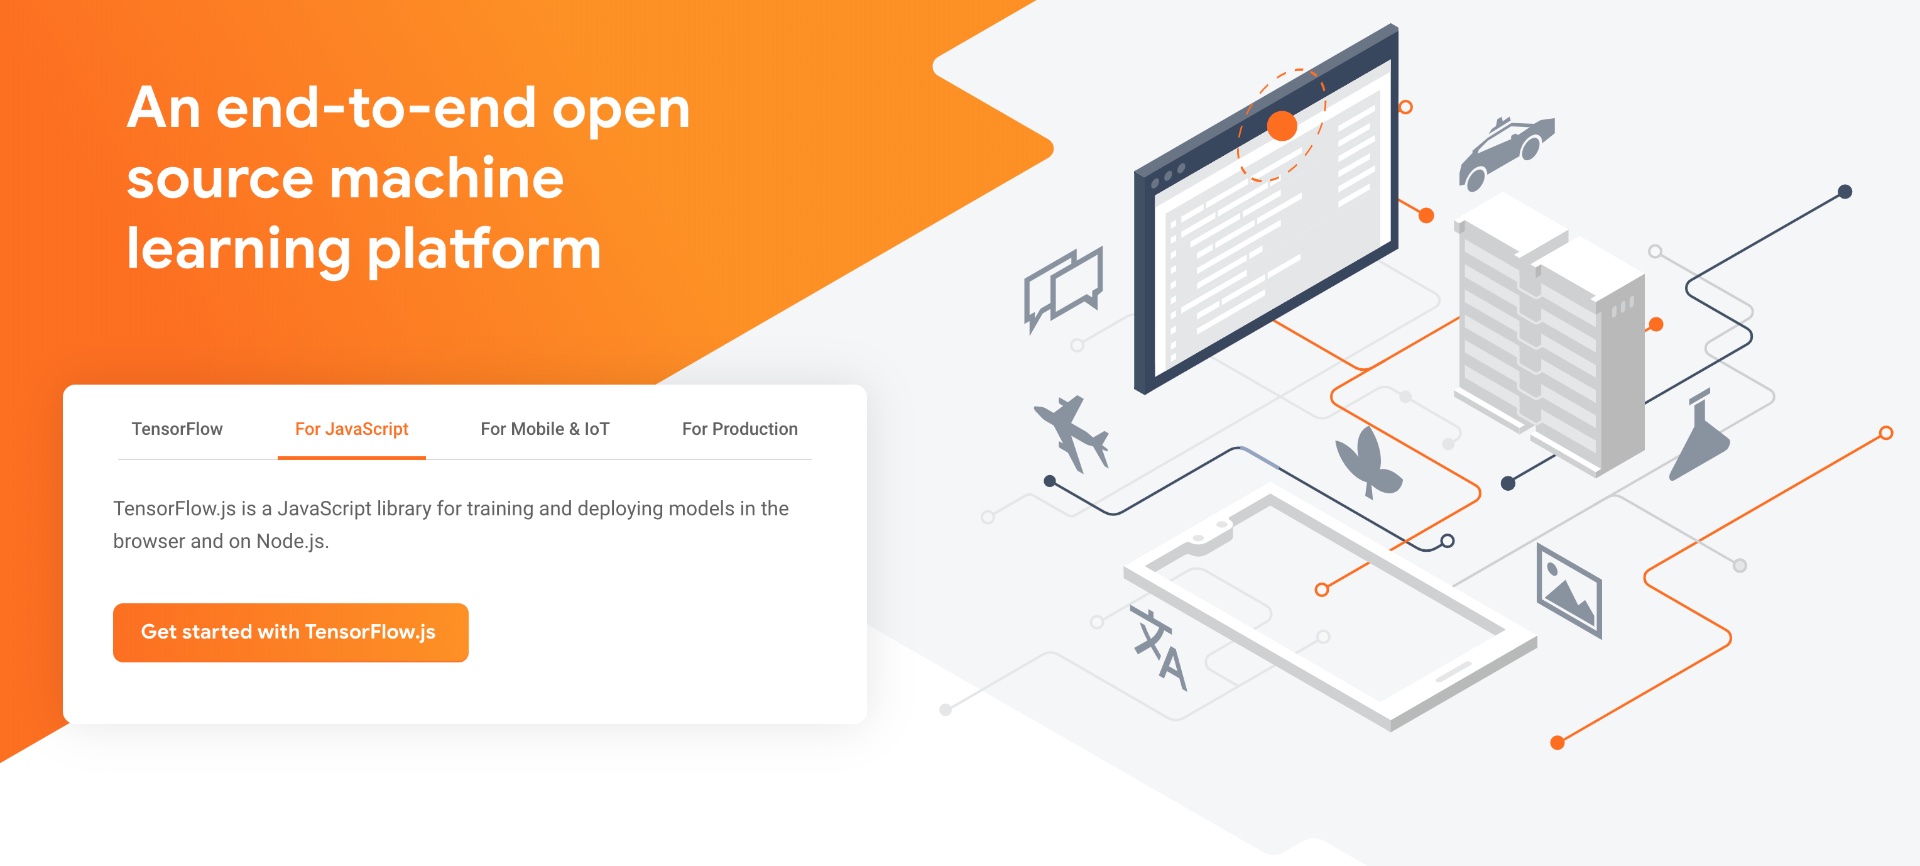 An end-to-end open
source machine
learning platform
TensorFlow
For JavaScript
For Mobile & IoT
For Production
TensorFlow.js is a JavaScript library for training and deploying models in the
browser and on Node.js.
Get started with TensorFlow.js
文A